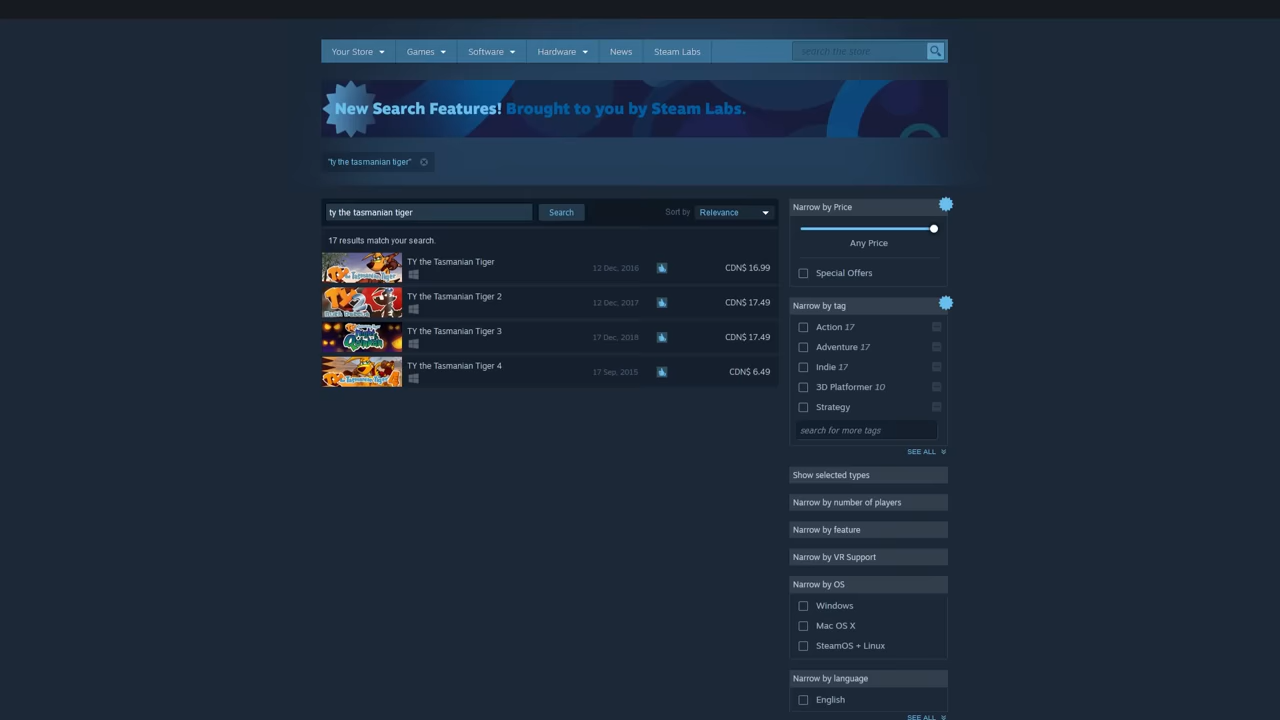 Your Store
Games
Software
Hardware
News
Steam Labs
search the store
New Search Features! Brought to you by Steam Labs.
"ty the tasmanian tiger"
ty the tasmanian tiger
Search
Sort by
Relevance
17 results match your search.
TY the Tasmanian Tiger
12 Dec, 2016
CDN$ 16.99
TY the Tasmanian Tiger 2
12 Dec, 2017
CDN$ 17.49
TY the Tasmanian Tiger 3
17 Dec, 2018
CDN$ 17.49
TY the Tasmanian Tiger 4
17 Sep, 2015
CDN$ 6.49
Narrow by Price
Any Price
Special Offers
Narrow by tag
Action 17
Adventure 17
Indie 17
3D Platformer 10
Strategy
search for more tags
SEE ALL
Show selected types
Narrow by number of players
Narrow by feature
Narrow by VR Support
Narrow by OS
Windows
Mac OS X
SteamOS + Linux
Narrow by language
English
SEE ALL